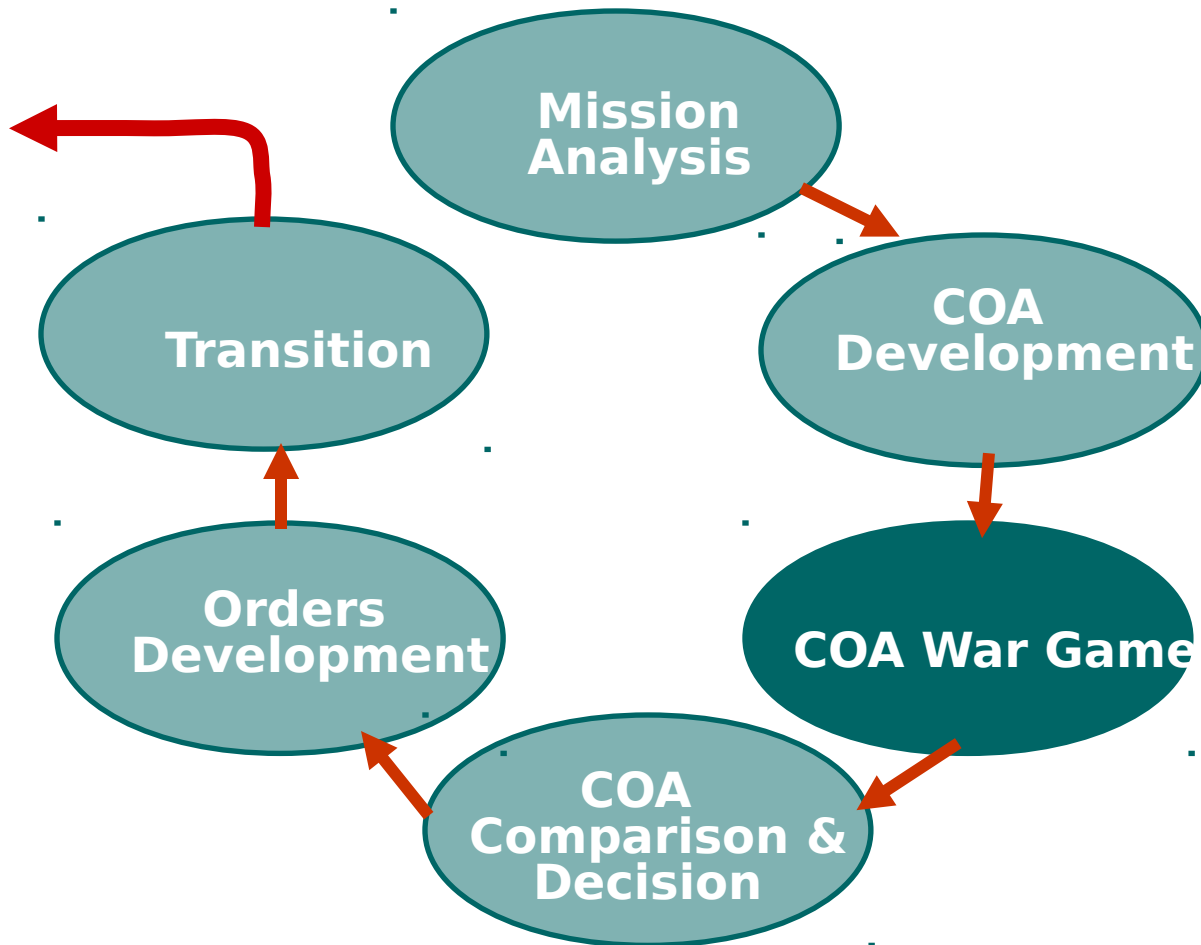 Mission
Analysis
COA
Development
COA War Game
COA
Comparison &
Decision
Orders
Development
Transition